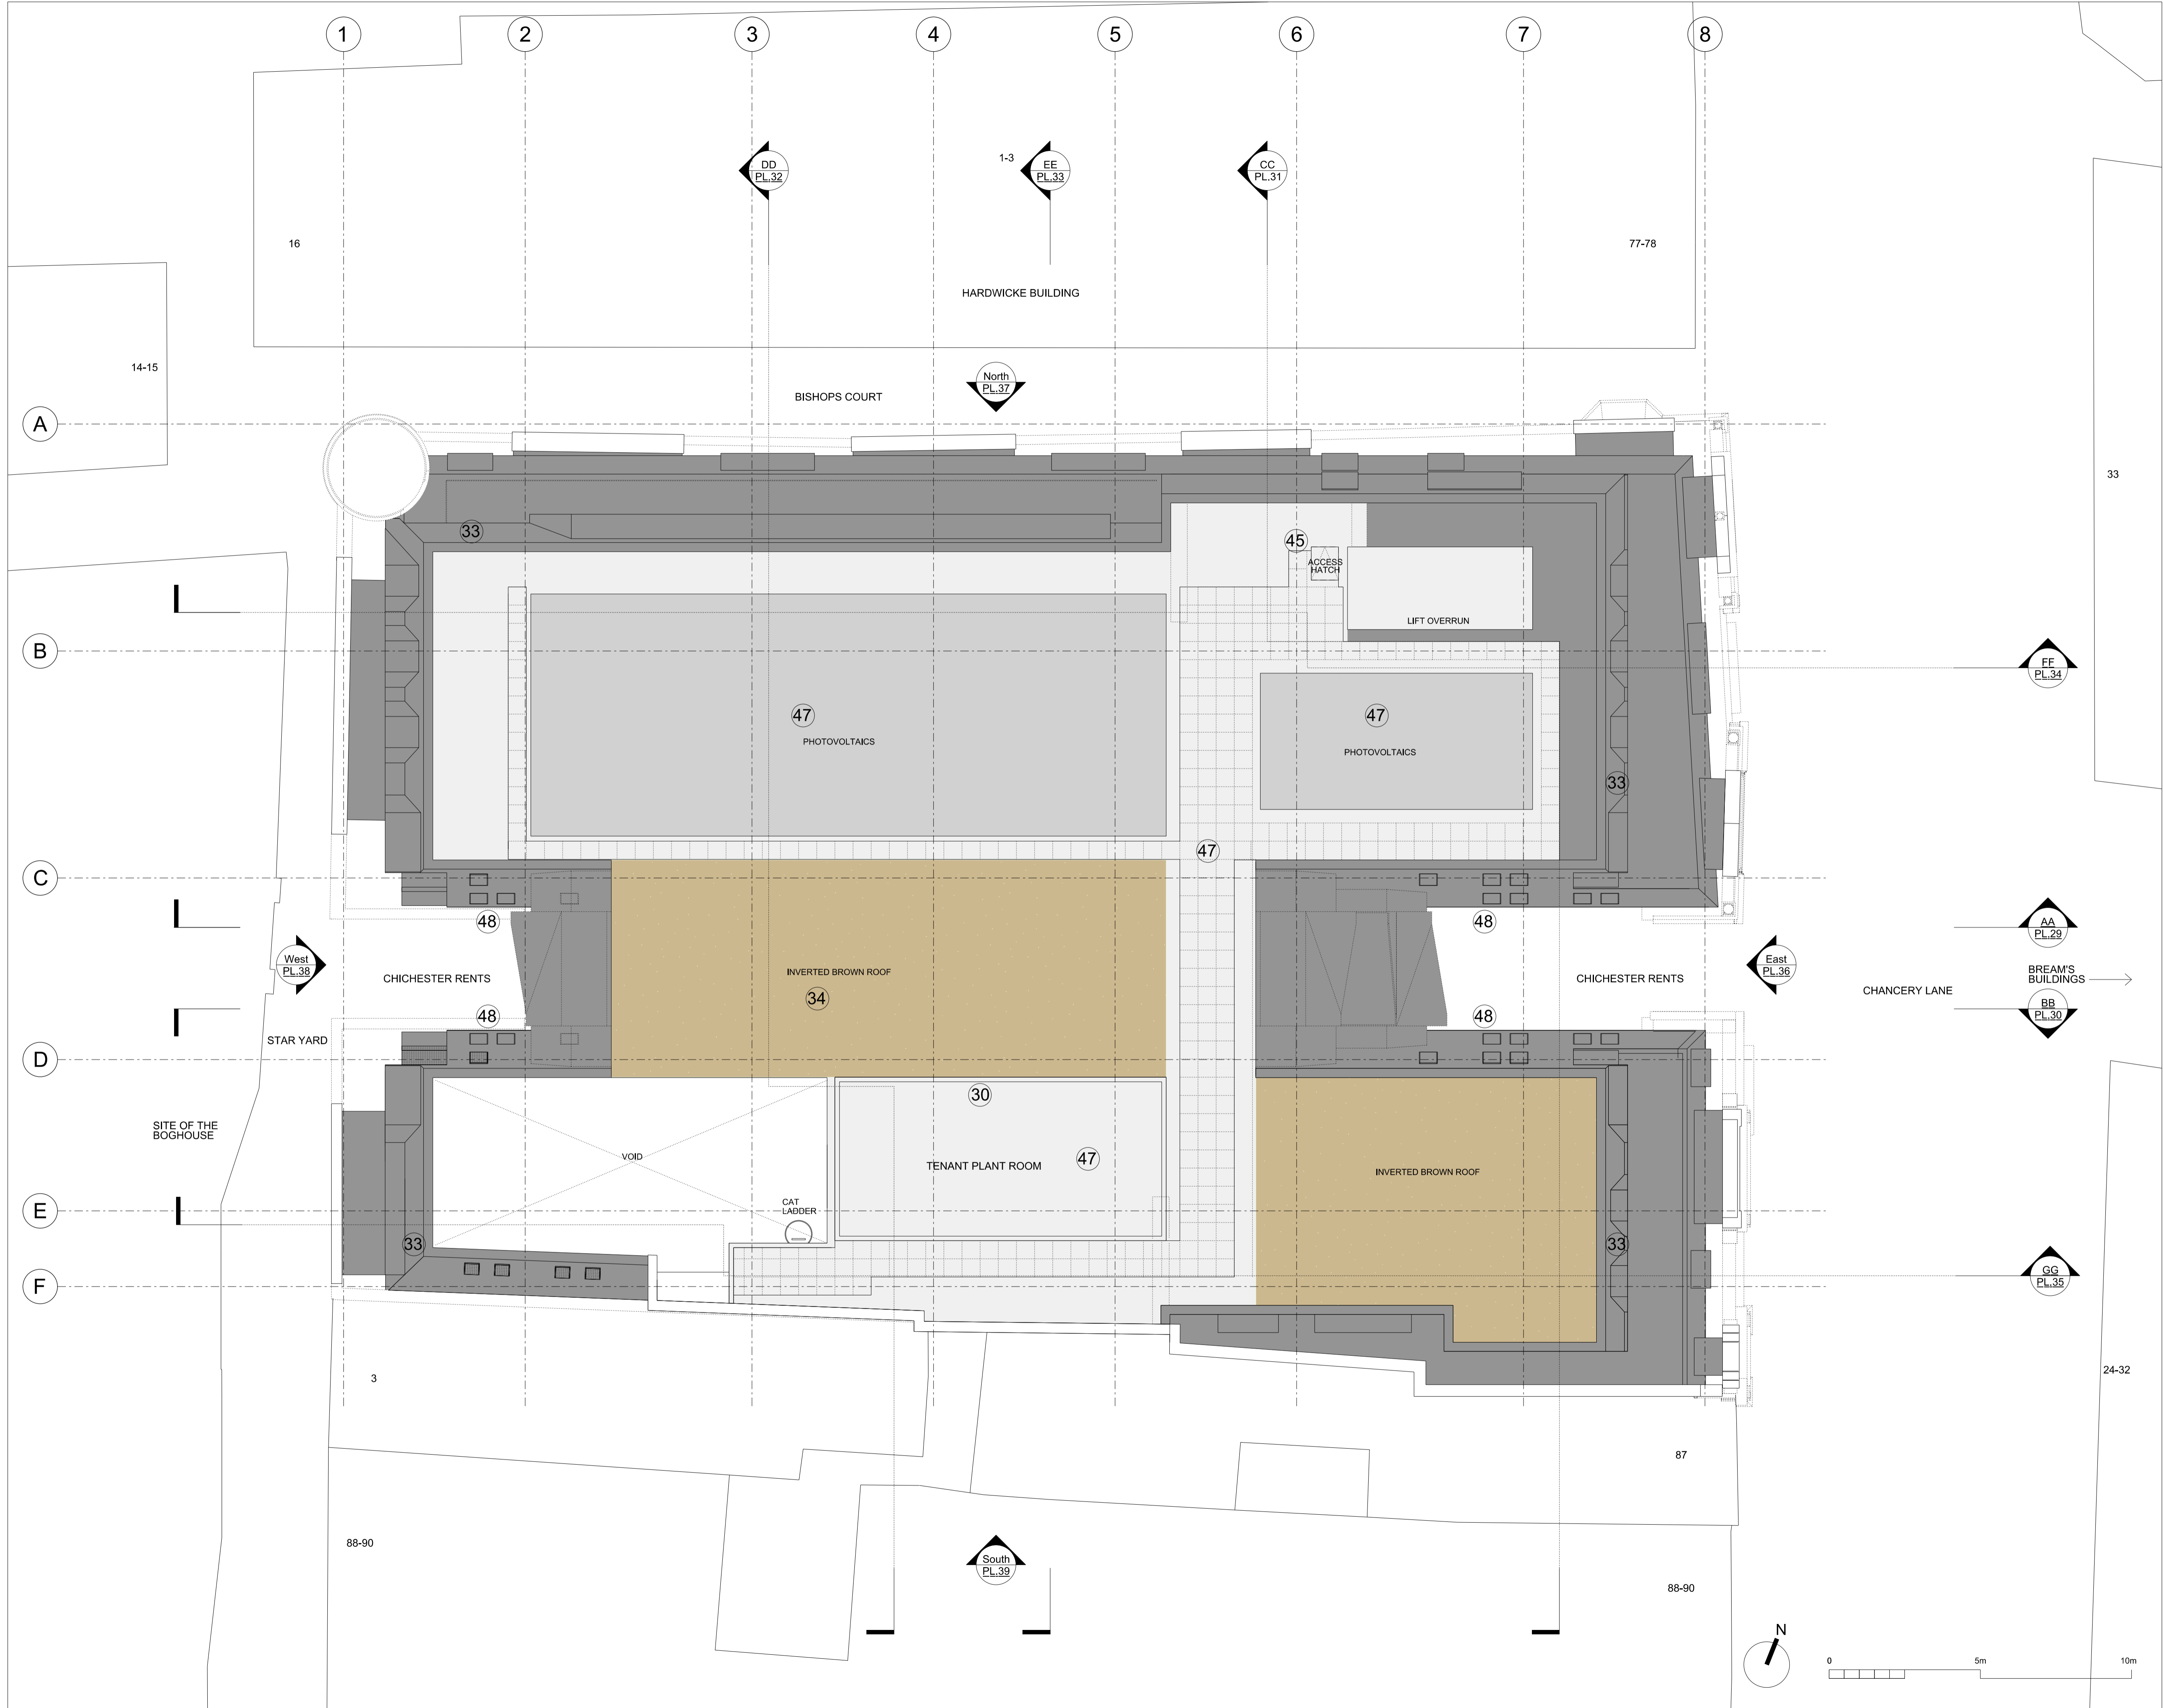 1
2
3
4
5
6
7
8
DD
PL.32
1-3
EE
PL.33
CC
PL.31
16
77-78
HARDWICKE BUILDING
14-15
North
PL.37
BISHOPS COURT
A
33
33
45
ACCESS
HATCH
LIFT OVERRUN
B
FF
PL.34
47
PHOTOVOLTAICS
47
PHOTOVOLTAICS
33
47
C
48
48
AA
PL.29
West
PL.38
CHICHESTER RENTS
INVERTED BROWN ROOF
34
CHICHESTER RENTS
East
PL.36
CHANCERY LANE
BREAM'S
BUILDINGS
BB
PL.30
48
48
STAR YARD
D
30
SITE OF THE
BOGHOUSE
VOID
TENANT PLANT ROOM
47
INVERTED BROWN ROOF
CAT
LADDER
E
33
33
F
GG
PL.35
3
24-32
87
88-90
South
PL.39
88-90
N
0
5m
10m